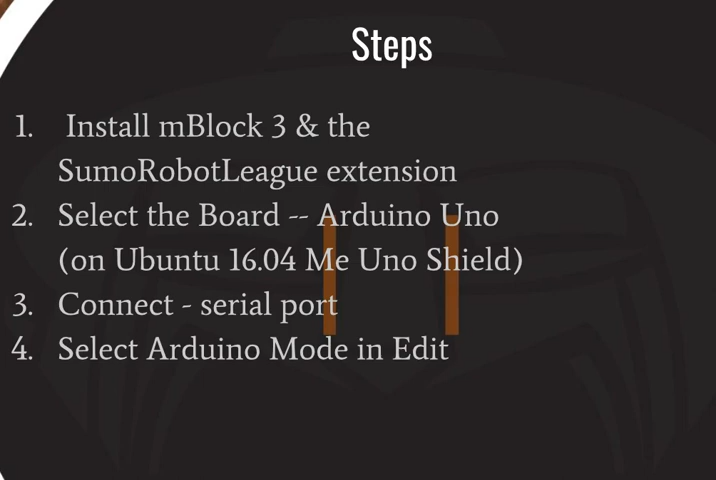 Steps
1. Install mBlock 3 & the
SumoRobotLeague extension
2. Select the Board -- Arduino Uno
(on Ubuntu 16.04 Me Uno Shield)
3. Connect - serial port
4. Select Arduino Mode in Edit